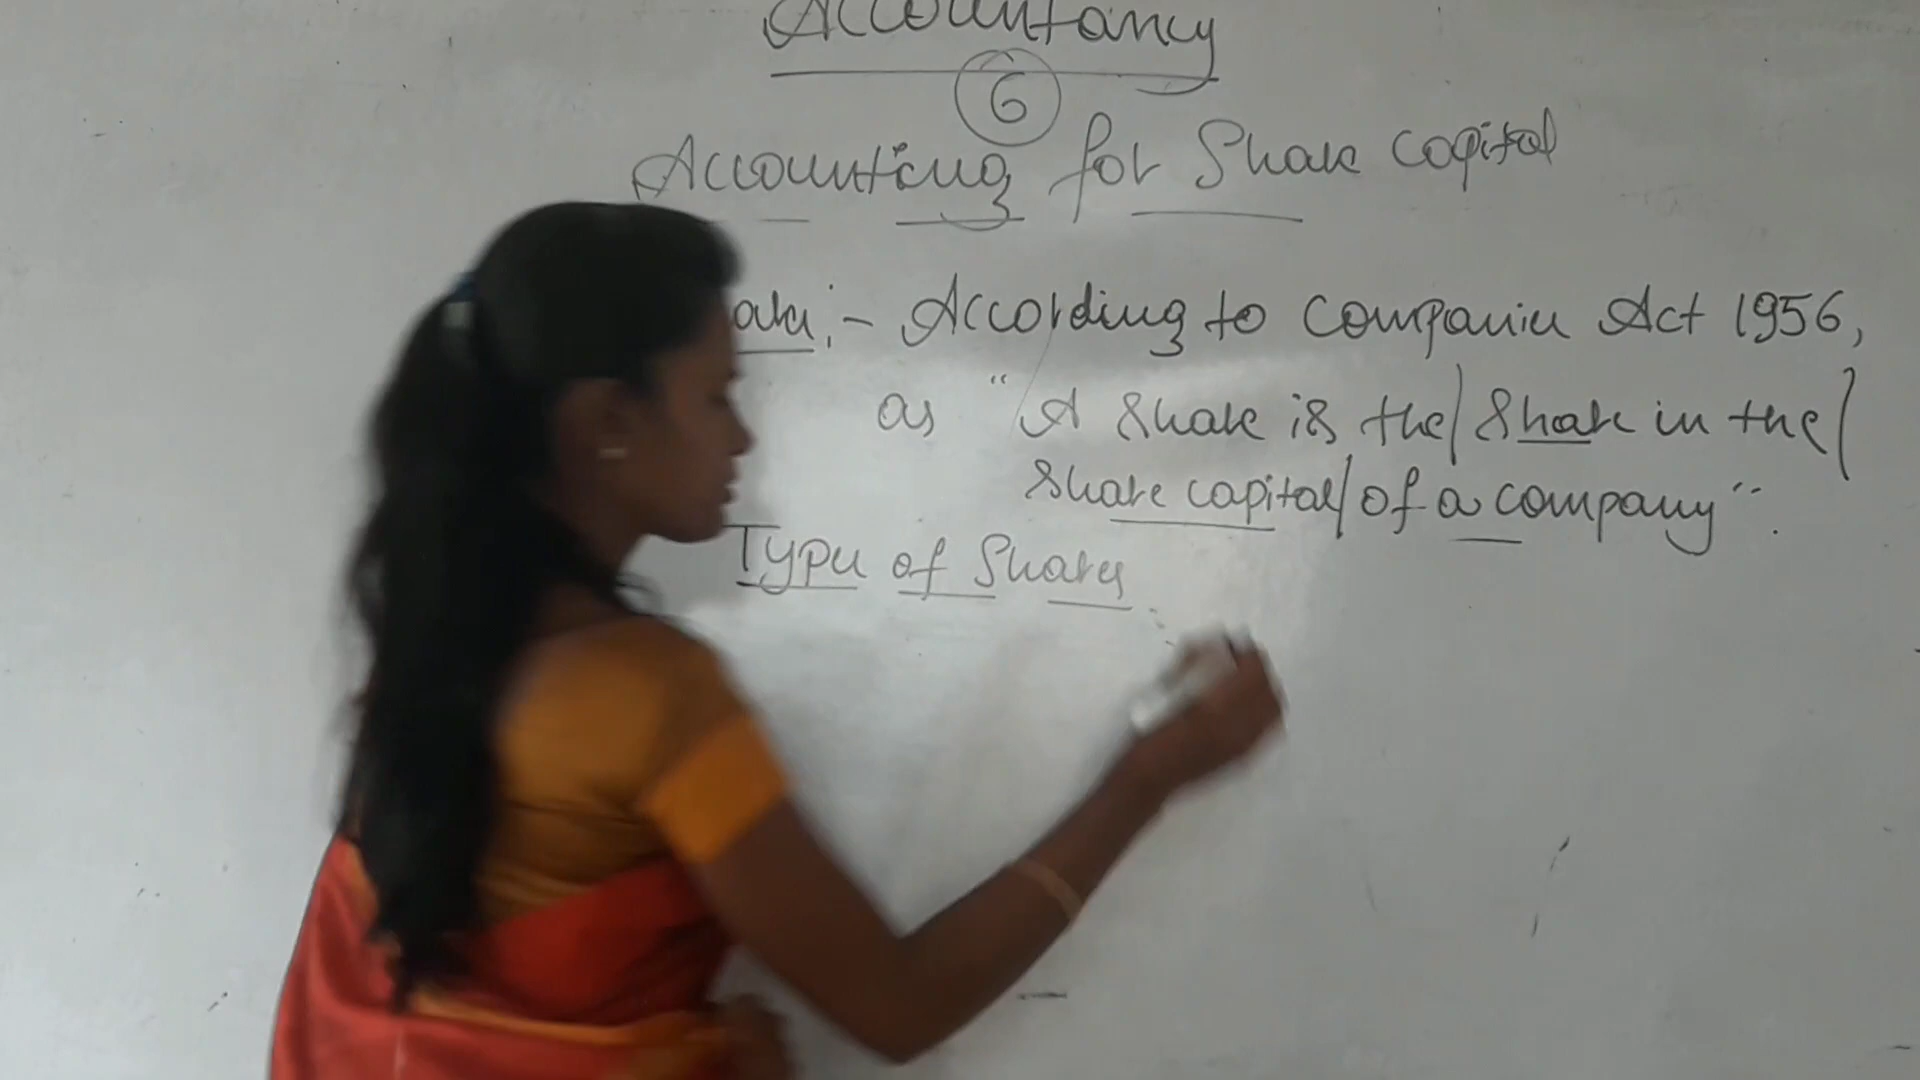 Accountancy
6
Accounting for Share capital
:- According to Companies Act 1956,
as "A Share is the Share in the
Share capital of a company".
Types of Shares